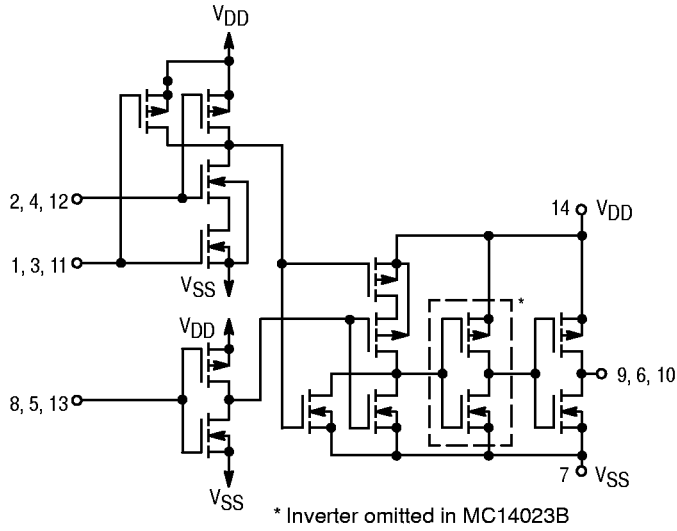 VDD
2, 4, 12
14 VDD
1, 3, 11
VSS
*
VDD
8, 5, 13
9, 6, 10
7 VSS
VSS
* Inverter omitted in MC14023B